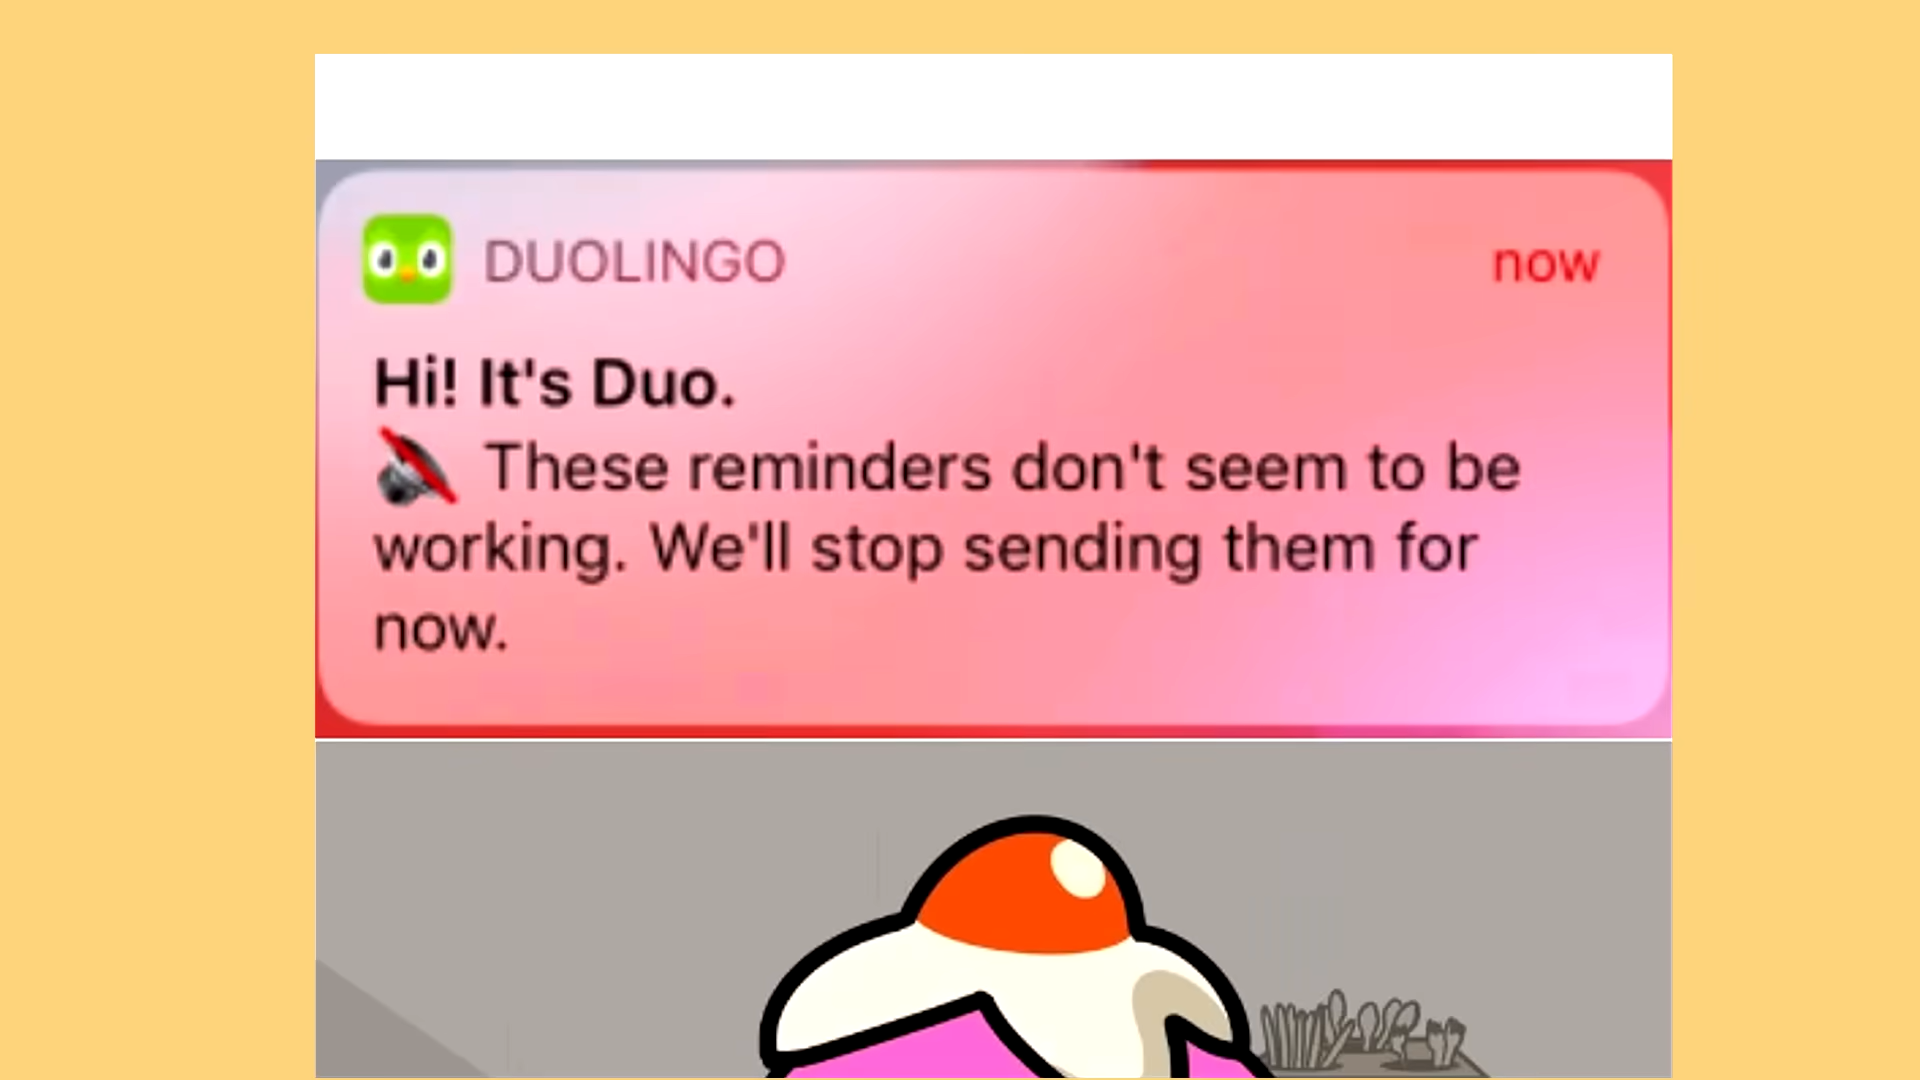 DUOLINGO
now
Hi! It's Duo.
These reminders don't seem to be
working. We'll stop sending them for
now.